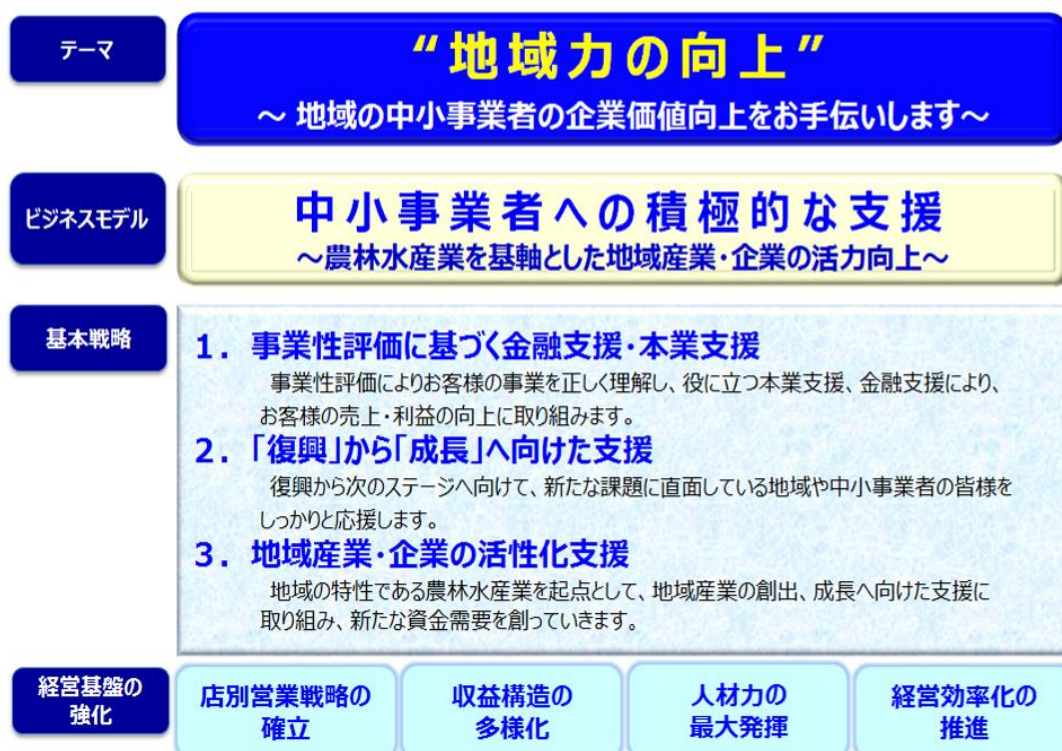 テーマ
“地域力の向上”
～ 地域の中小事業者の企業価値向上をお手伝いします～
ビジネスモデル
中小事業者への積極的な支援
～農林水産業を基軸とした地域産業・企業の活力向上～
基本戦略
１．事業性評価に基づく金融支援・本業支援
事業性評価によりお客様の事業を正しく理解し、役に立つ本業支援、金融支援により、
お客様の売上・利益の向上に取り組みます。
２．「復興」から「成長」へ向けた支援
復興から次のステージへ向けて、新たな課題に直面している地域や中小事業者の皆様を
しっかりと応援します。
３．地域産業・企業の活性化支援
地域の特性である農林水産業を起点として、地域産業の創出、成長へ向けた支援に
取り組み、新たな資金需要を創っていきます。
経営基盤の
強化
店別営業戦略の
確立
収益構造の
多様化
人材力の
最大発揮
経営効率化の
推進